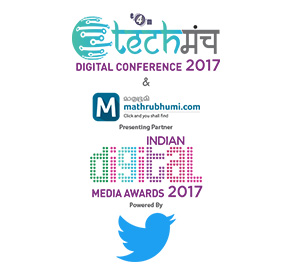 e4m
techमंच
DIGITAL CONFERENCE 2017
&
M
മാതൃഭൂമി
mathrubhumi.com
Click and you shall find
Presenting Partner
INDIAN
digital
MEDIA AWARDS 2017
Powered By